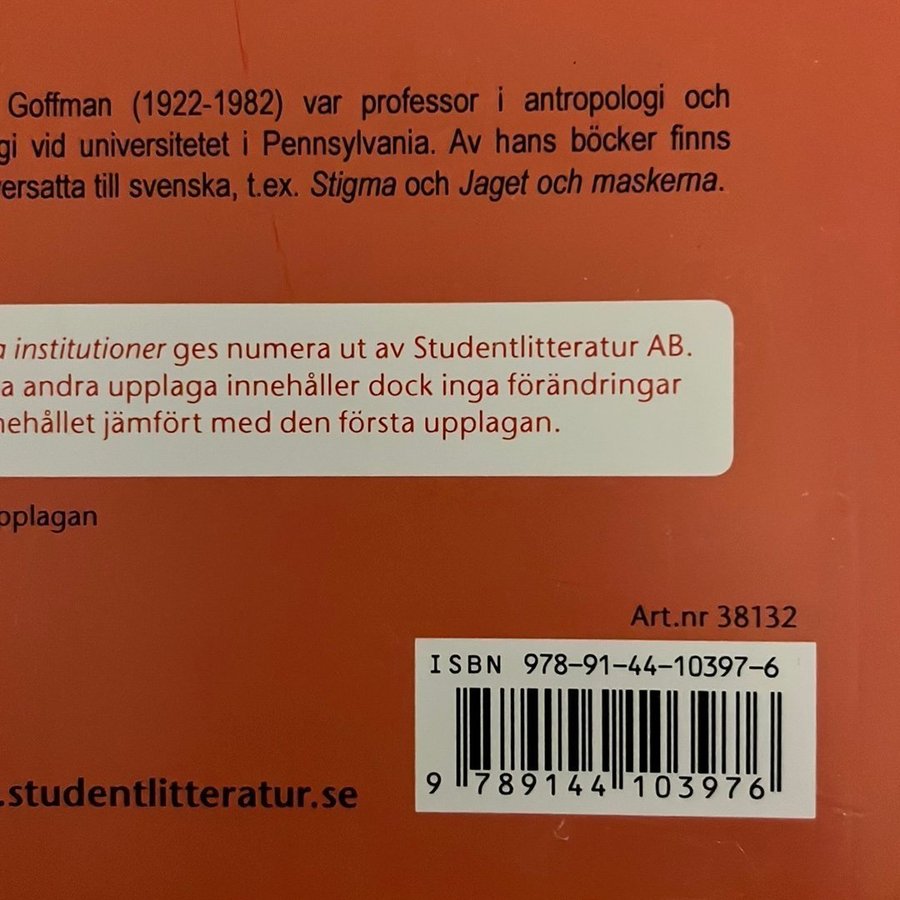 Goffman (1922-1982) var professor i antropologi och
gi vid universitetet i Pennsylvania. Av hans böcker finns
versatta till svenska, t.ex. Stigma och Jaget och maskerna.
a institutioner ges numera ut av Studentlitteratur AB.
a andra upplaga innehåller dock inga förändringar
nehållet jämfört med den första upplagan.
pplagan
Art.nr 38132
ISBN 978-91-44-10397-6
9 789144 103976
.studentlitteratur.se